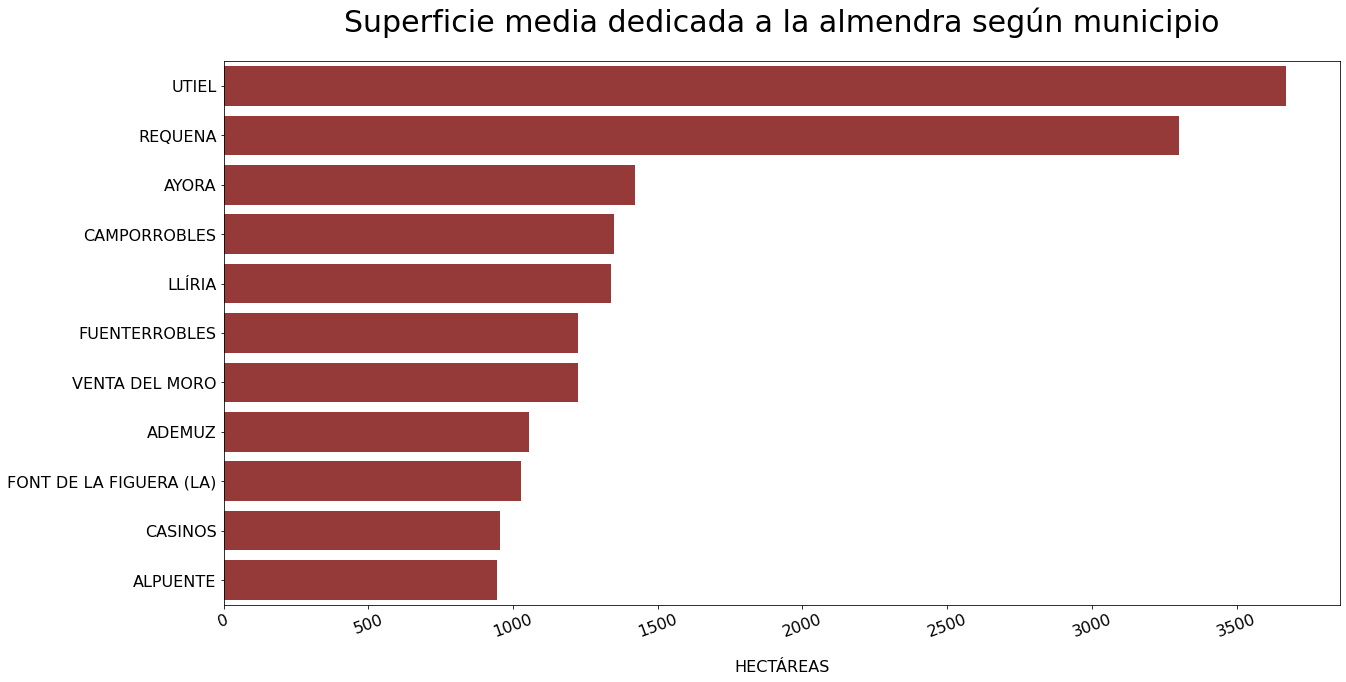 Superficie media dedicada a la almendra según municipio
UTIEL
REQUENA
AYORA
CAMPORROBLES
LLÍRIA
FUENTERROBLES
VENTA DEL MORO
ADEMUZ
FONT DE LA FIGUERA (LA)
CASINOS
ALPUENTE
0 500 1000 1500 2000 2500 3000 3500
HECTÁREAS